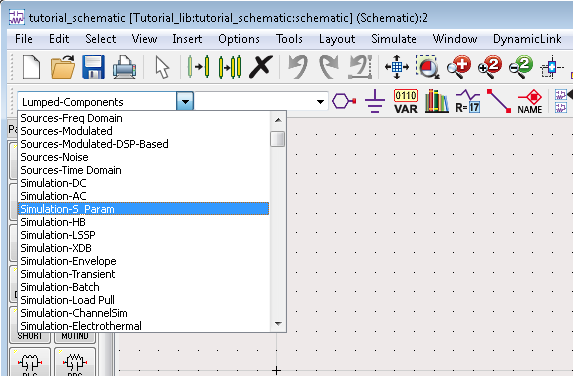 tutorial_schematic [Tutorial_lib:tutorial_schematic:schematic] (Schematic):2
File Edit Select View Insert Options Tools Layout Simulate Window DynamicLink
Lumped-Components
0110
VAR
R=17
NAME
Pa
Sources-Freq Domain
Sources-Modulated
Sources-Modulated-DSP-Based
Sources-Noise
Sources-Time Domain
Simulation-DC
Simulation-AC
Simulation-S_Param
Simulation-HB
Simulation-LSSP
Simulation-XDB
Simulation-Envelope
Simulation-Transient
Simulation-Batch
Simulation-Load Pull
Simulation-ChannelSim
Simulation-Electrothermal
SHORT MUTIND